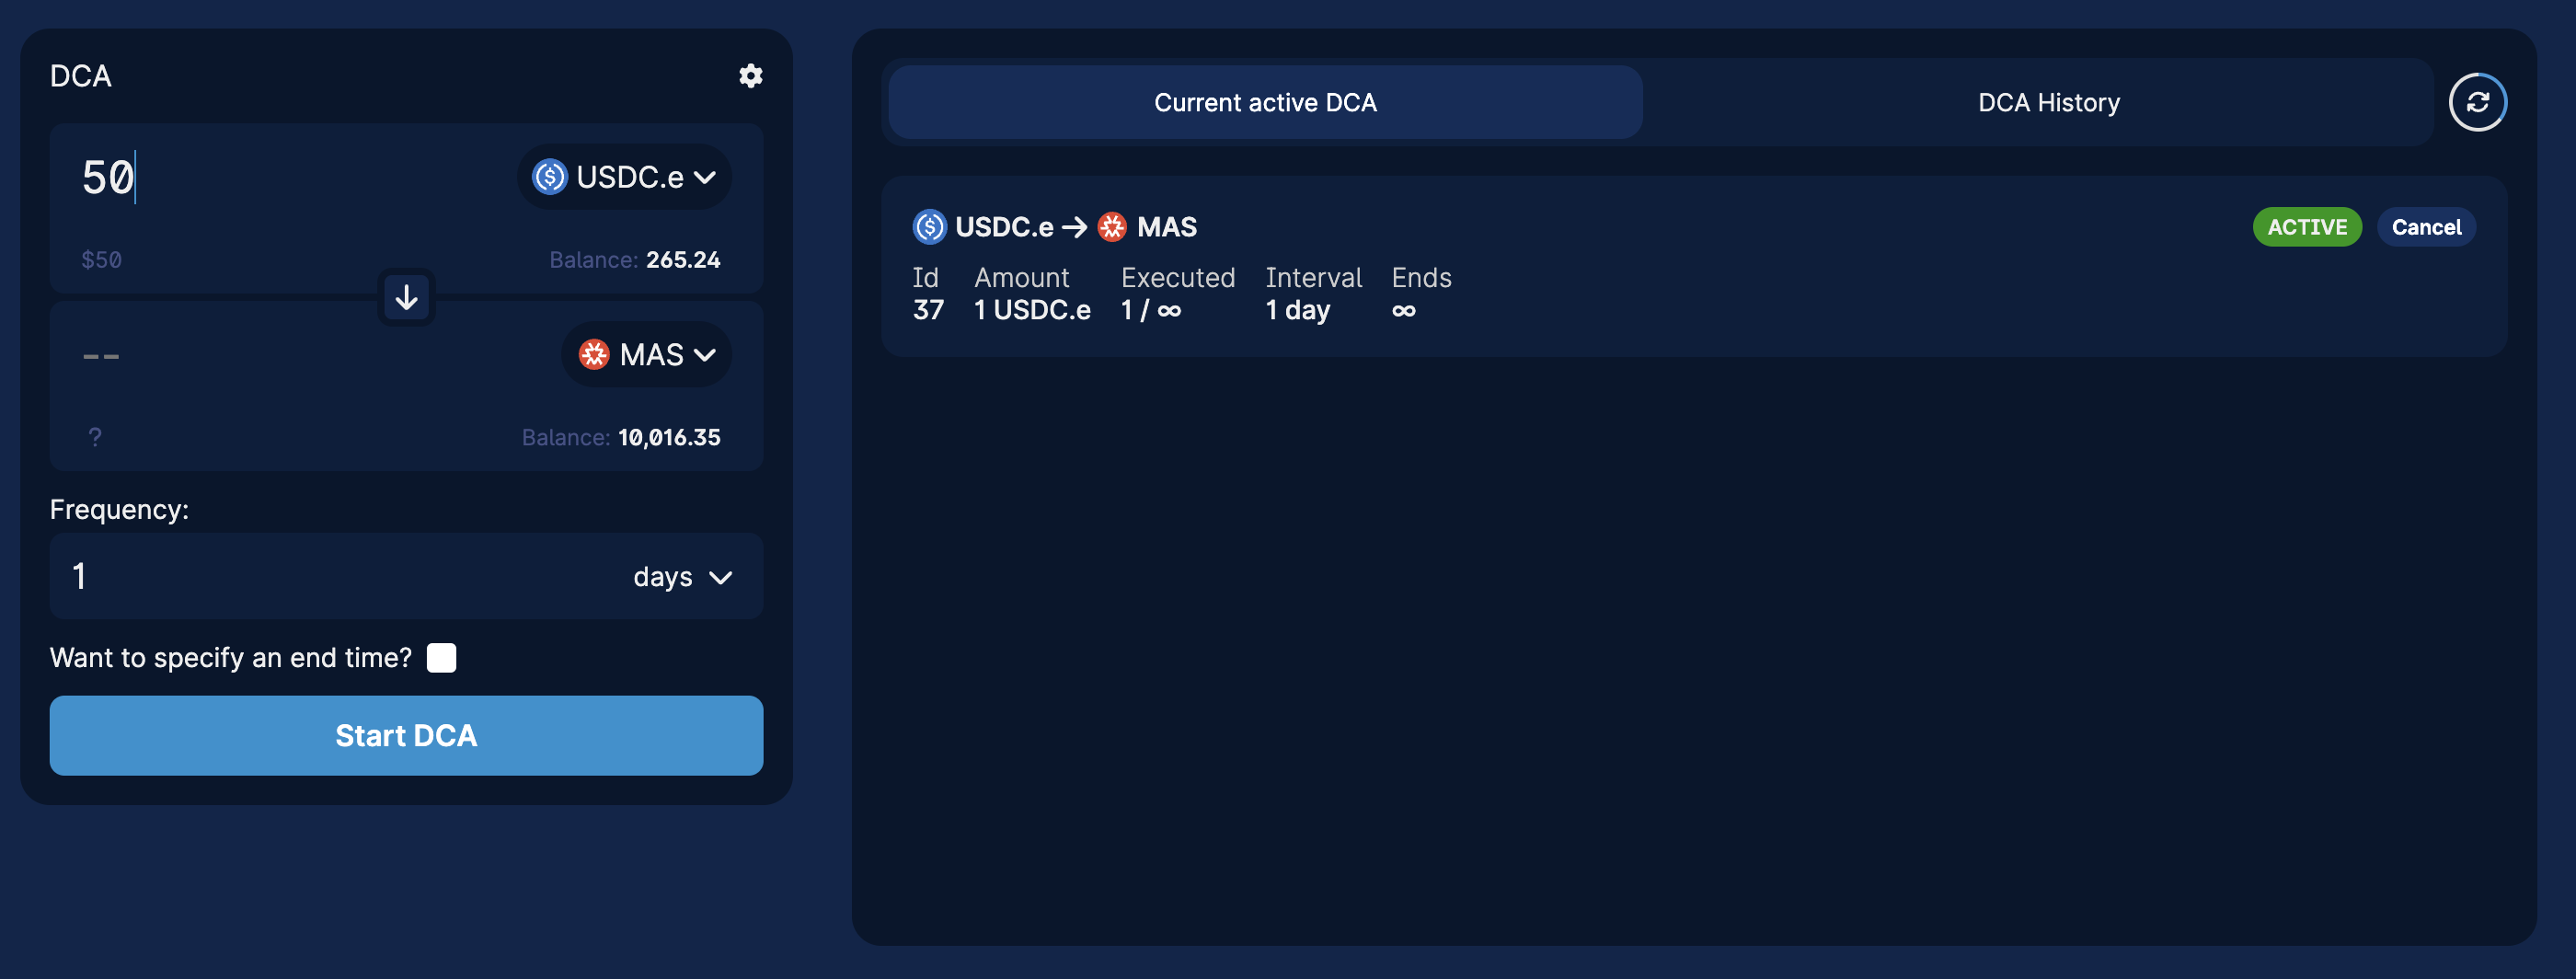 DCA
50
USDC.e
$50
Balance: 265.24
--
MAS
?
Balance: 10,016.35
Frequency:
1
days
Want to specify an end time?
Start DCA
Current active DCA
DCA History
USDC.e → MAS
ACTIVE
Cancel
Id Amount Executed Interval Ends
37 1 USDC.e 1 / ∞ 1 day ∞